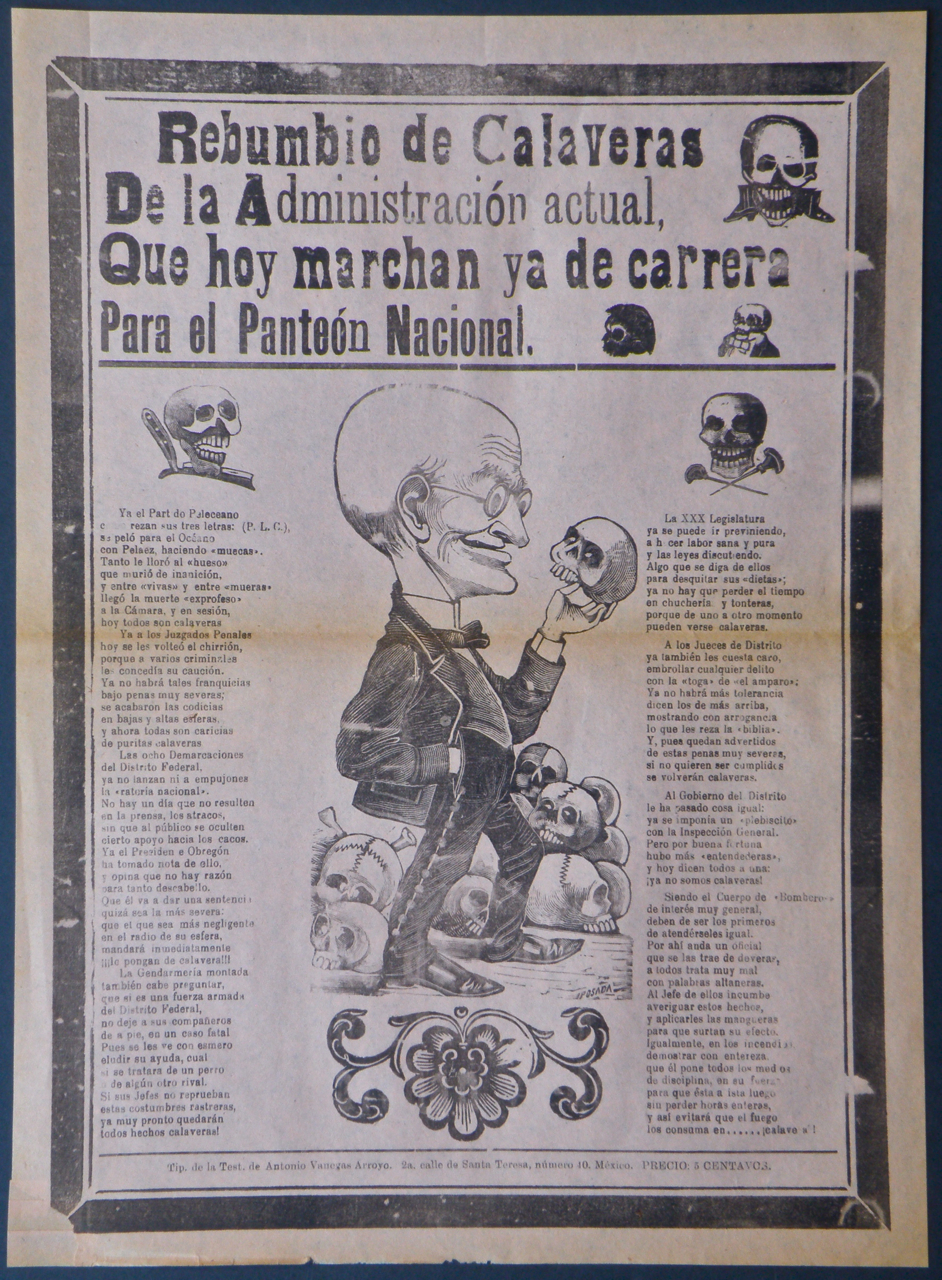 Rebumbio de Calaveras
De la Administración actual,
Que hoy marchan ya de carrera
Para el Panteón Nacional.
Ya el Part do Peleceano
c rezan sus tres letras: (P. L. C.),
se peló para el Océano
con Pelaez, haciendo «muecas».
Tanto le lloró al «hueso»
que murió de inanición,
y entre «vivas» y entre «mueras»
llegó la muerte «exprofeso»
a la Cámara, y en sesión,
hoy todos son calaveras
Ya a los Juzgados Penales
hoy se les volteó el chirrión,
porque a varios criminales
les concedía su caución.
Ya no habrá tales franquicias
bajo penas muy severas;
se acabaron las codicias
en bajas y altas esferas,
y ahora todas son caricias
de puritas calaveras
Las ocho Demarcaciones
del Distrito Federal,
ya no lanzan ni a empujones
la «ratería nacional».
No hay un día que no resulten
en la prensa, los atracos,
sin que al público se oculten
cierto apoyo hacia los cacos.
Ya el Presiden e Obregón
ha tomado nota de ello,
y opina que no hay razón
para tanto descabello.
Que él va a dar una sentenci
quizá sea la más severa:
que el que sea más negligente
en el radio de su esfera,
mandará inmediatamente
¡¡lo pongan de calavera!!
La Gendarmería montada
también cabe preguntar,
que si es una fuerza armada
del Distrito Federal,
no deje a sus compañeros
de a pie, en un caso fatal
Pues se les ve con esmero
eludir su ayuda, cual
si se tratara de un perro
de algún otro rival.
Si sus Jefes no reprueban
estas costumbres rastreras,
ya muy pronto quedarán
todos hechos calaveras!
POSADA
La XXX Legislatura
ya se puede ir previniendo,
a h cer labor sana y pura
y las leyes discutiendo.
Algo que se diga de ellos
para desquitar sus «dietas»;
ya no hay que perder el tiempo
en chuchería y tonteras,
porque de uno a otro momento
pueden verse calaveras.
A los Jueces de Distrito
ya también les cuesta caro,
embrollar cualquier delito
con la «toga» de «el amparo»;
Ya no habrá más tolerancia
dicen los de más arriba,
mostrando con arrogancia
lo que les reza la «biblia».
Y, pues quedan advertidos
de estas penas muy severas,
si no quieren ser cumplidos
se volverán calaveras.
Al Gobierno del Distrito
le ha pasado cosa igual:
ya se imponía un «plebiscito»
con la Inspección General.
Pero por buena fortuna
hubo más «entendederas»,
y hoy dicen todos a una:
¡ya no somos calaveras!
Siendo el Cuerpo de «Bomberos»
de interés muy general,
deben de ser los primeros
de atendérseles igual.
Por ahí anda un oficial
que se las trae de deveras,
a todos trata muy mal
con palabras altaneras.
Al Jefe de ellos incumbe
averiguar estos hechos,
y aplicarles las mangueras
para que surtan su efecto.
Igualmente, en los incendi
demostrar con entereza
que él pone todos los med os
de disciplina, en su fuerz
para que ésta a ista luego
sin perder horas enteras,
y así evitará que el fuego
los consuma en......¡calave a !
Tip. de la Test. de Antonio Vanegas Arroyo. 2a. calle de Santa Teresa, número 40. México. PRECIO: 5 CENTAVOS.